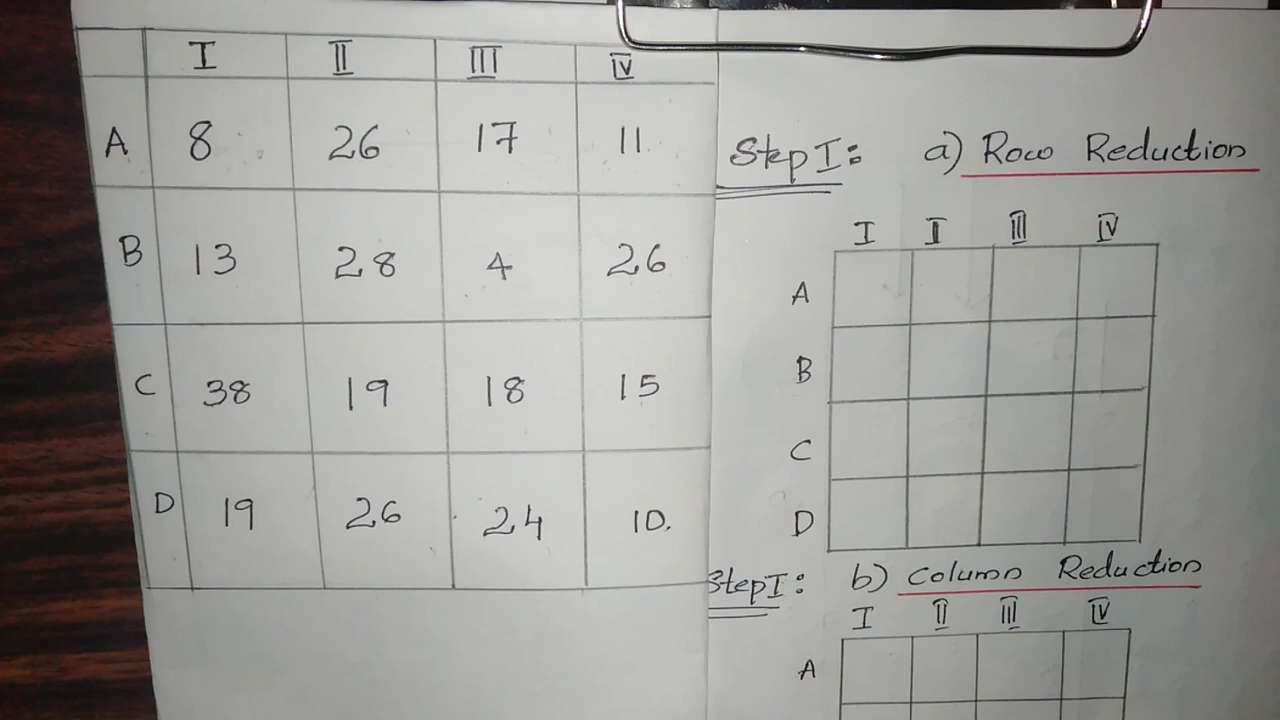 I II III IV
A 8 26 17 11
B 13 28 4 26
C 38 19 18 15
D 19 26 24 10.
Step I: a) Row Reduction
I II III IV
A
B
C
D
Step I: b) Column Reduction
I II III IV
A